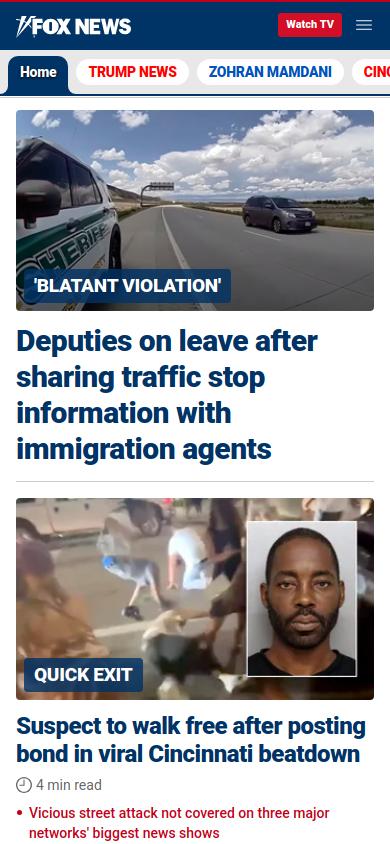 FOX NEWS
Watch TV
Home
TRUMP NEWS
ZOHRAN MAMDANI
CINC
SHERIFF
'BLATANT VIOLATION'
Deputies on leave after
sharing traffic stop
information with
immigration agents
QUICK EXIT
Suspect to walk free after posting
bond in viral Cincinnati beatdown
4 min read
• Vicious street attack not covered on three major
networks' biggest news shows